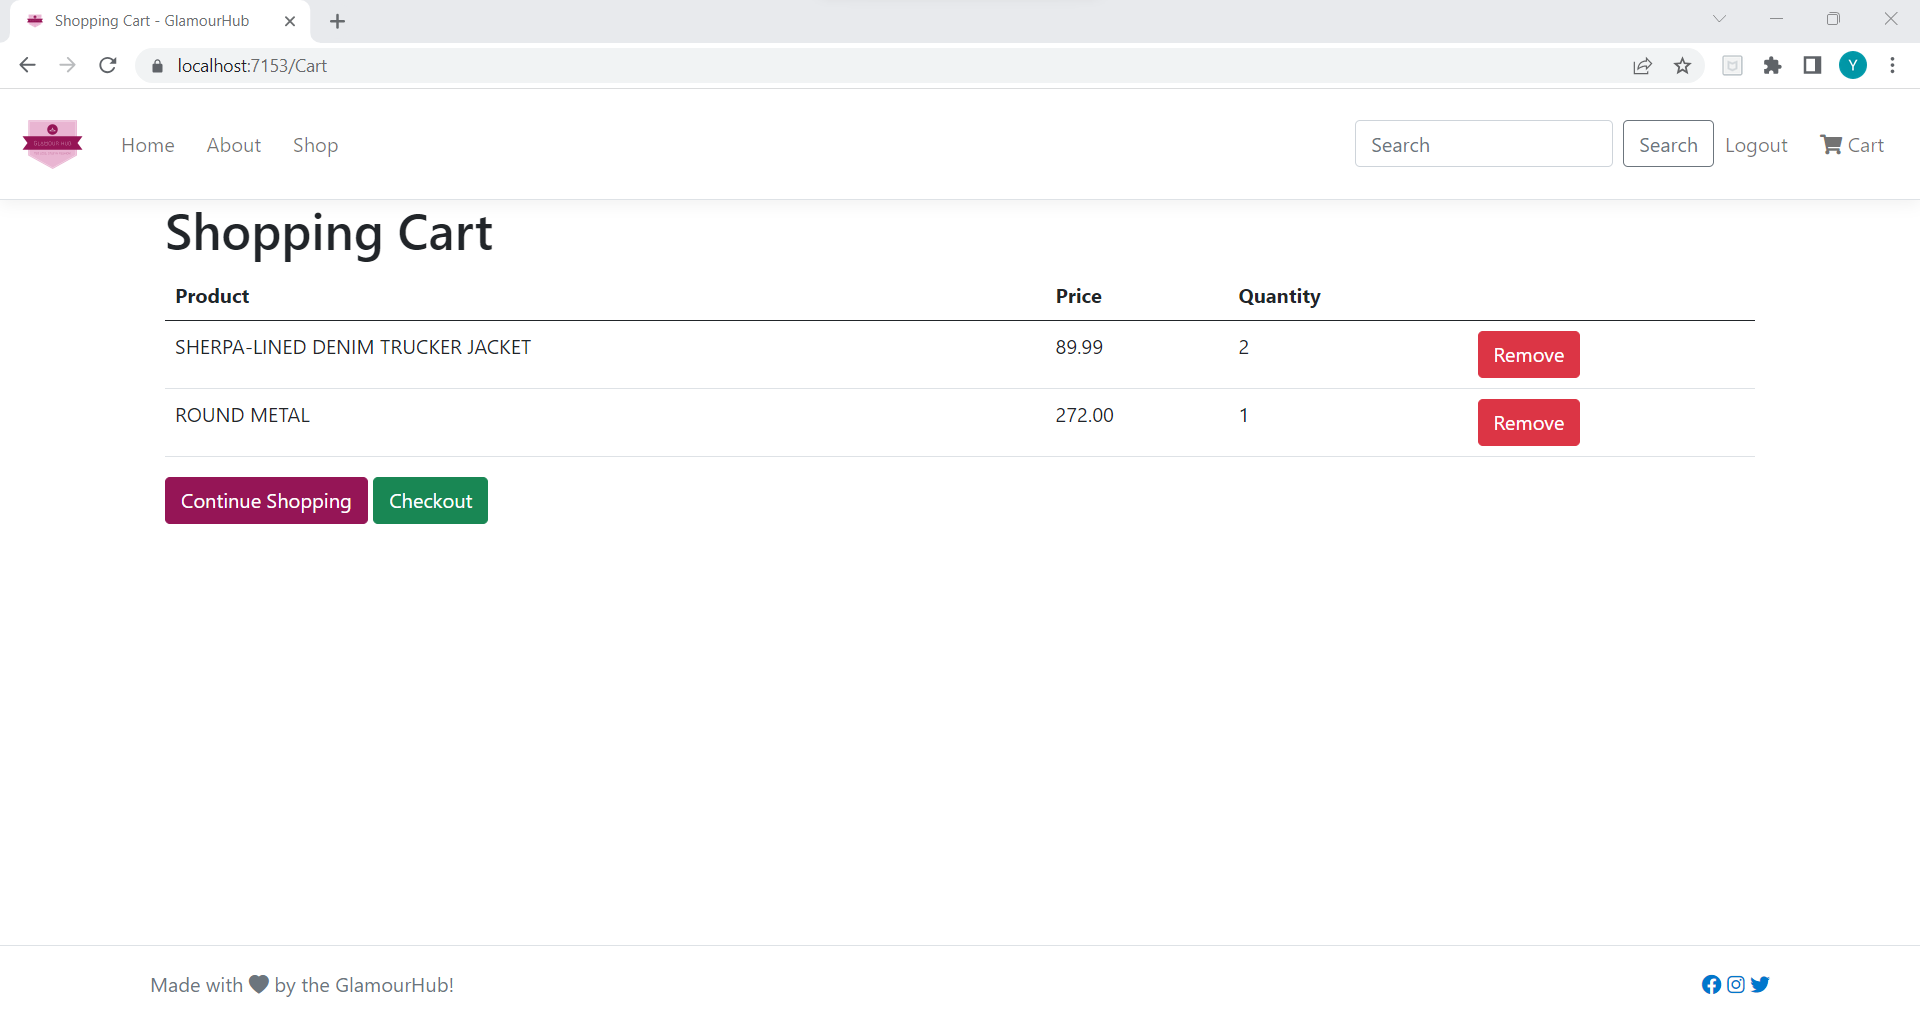 Shopping Cart - GlamourHub
localhost:7153/Cart
Y
GLAMOUR HUB
Home About Shop Search Search Logout Cart
Shopping Cart
Product Price Quantity
SHERPA-LINED DENIM TRUCKER JACKET 89.99 2 Remove
ROUND METAL 272.00 1 Remove
Continue Shopping Checkout
Made with by the GlamourHub!